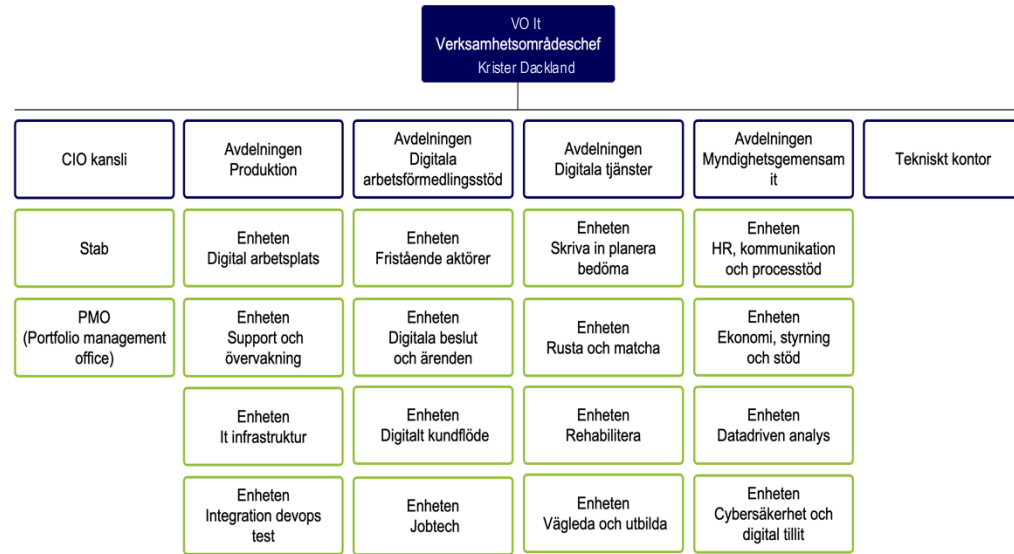 VO It
Verksamhetsområdeschef
Krister Dackland
CIO kansli
Avdelningen
Produktion
Avdelningen
Digitala
arbetsförmedlingsstöd
Avdelningen
Digitala tjänster
Avdelningen
Myndighetsgemensam
it
Tekniskt kontor
Stab
Enheten
Digital arbetsplats
Enheten
Fristående aktörer
Enheten
Skriva in planera
bedöma
Enheten
HR, kommunikation
och processtöd
PMO
(Portfolio management
office)
Enheten
Support och
övervakning
Enheten
Digitala beslut
och ärenden
Enheten
Rusta och matcha
Enheten
Ekonomi, styrning
och stöd
Enheten
It infrastruktur
Enheten
Digitalt kundflöde
Enheten
Rehabilitera
Enheten
Datadriven analys
Enheten
Integration devops
test
Enheten
Jobtech
Enheten
Vägleda och utbilda
Enheten
Cybersäkerhet och
digital tillit